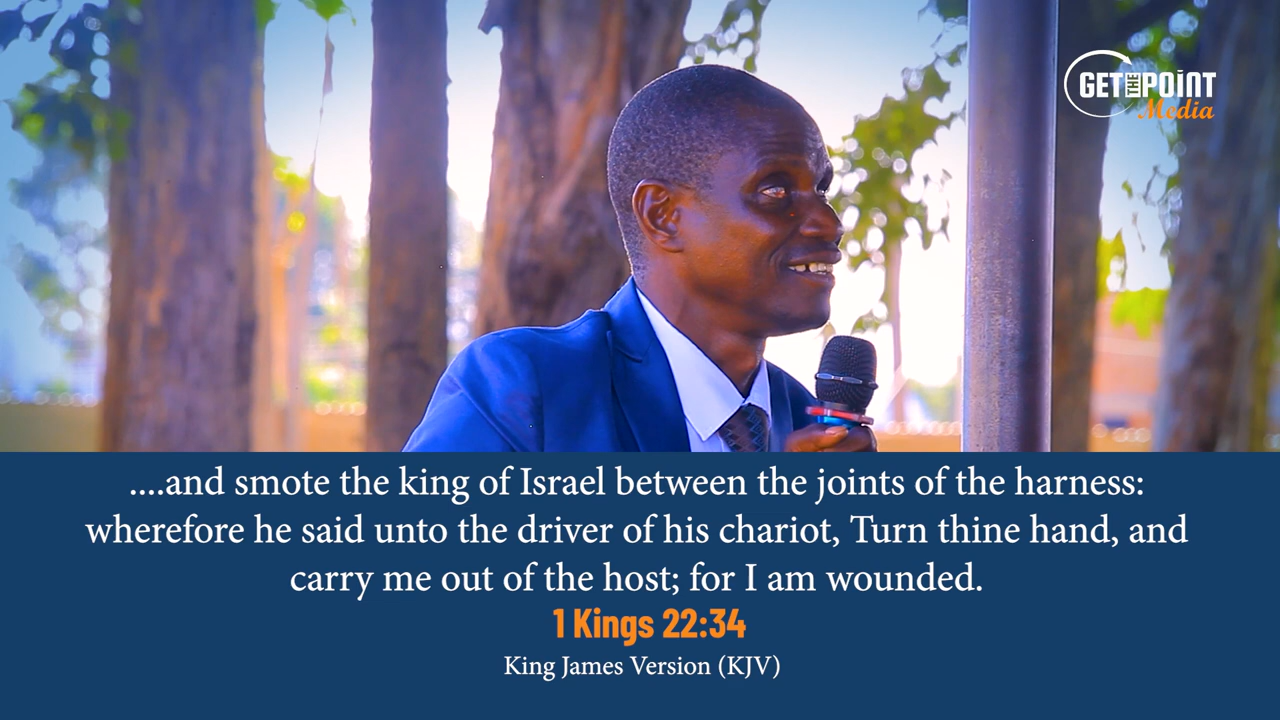 GET THE POINT
Media
....and smote the king of Israel between the joints of the harness:
wherefore he said unto the driver of his chariot, Turn thine hand, and
carry me out of the host; for I am wounded.
1 Kings 22:34
King James Version (KJV)